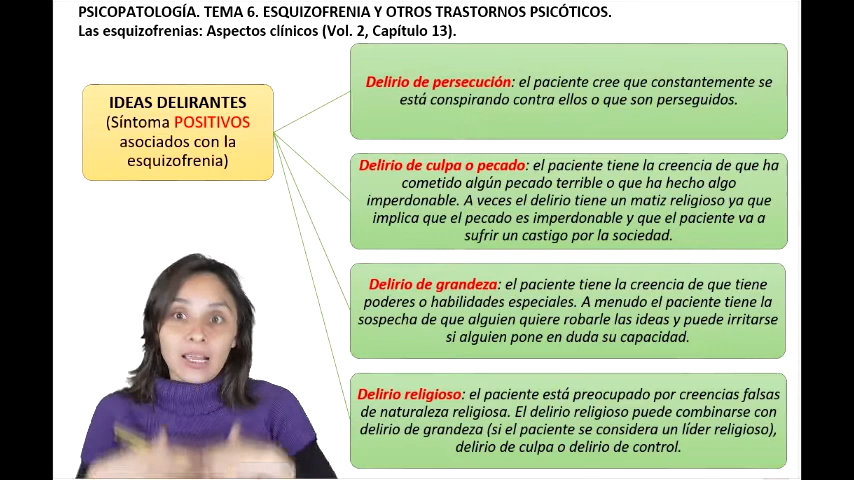 PSICOPATOLOGÍA. TEMA 6. ESQUIZOFRENIA Y OTROS TRASTORNOS PSICÓTICOS.
Las esquizofrenias: Aspectos clínicos (Vol. 2, Capítulo 13).
IDEAS DELIRANTES
(Síntoma POSITIVOS
asociados con la
esquizofrenia)
Delirio de persecución: el paciente cree que constantemente se
está conspirando contra ellos o que son perseguidos.
Delirio de culpa o pecado: el paciente tiene la creencia de que ha
cometido algún pecado terrible o que ha hecho algo
imperdonable. A veces el delirio tiene un matiz religioso ya que
implica que el pecado es imperdonable y que el paciente va a
sufrir un castigo por la sociedad.
Delirio de grandeza: el paciente tiene la creencia de que tiene
poderes o habilidades especiales. A menudo el paciente tiene la
sospecha de que alguien quiere robarle las ideas y puede irritarse
si alguien pone en duda su capacidad.
Delirio religioso: el paciente está preocupado por creencias falsas
de naturaleza religiosa. El delirio religioso puede combinarse con
delirio de grandeza (si el paciente se considera un líder religioso),
delirio de culpa o delirio de control.